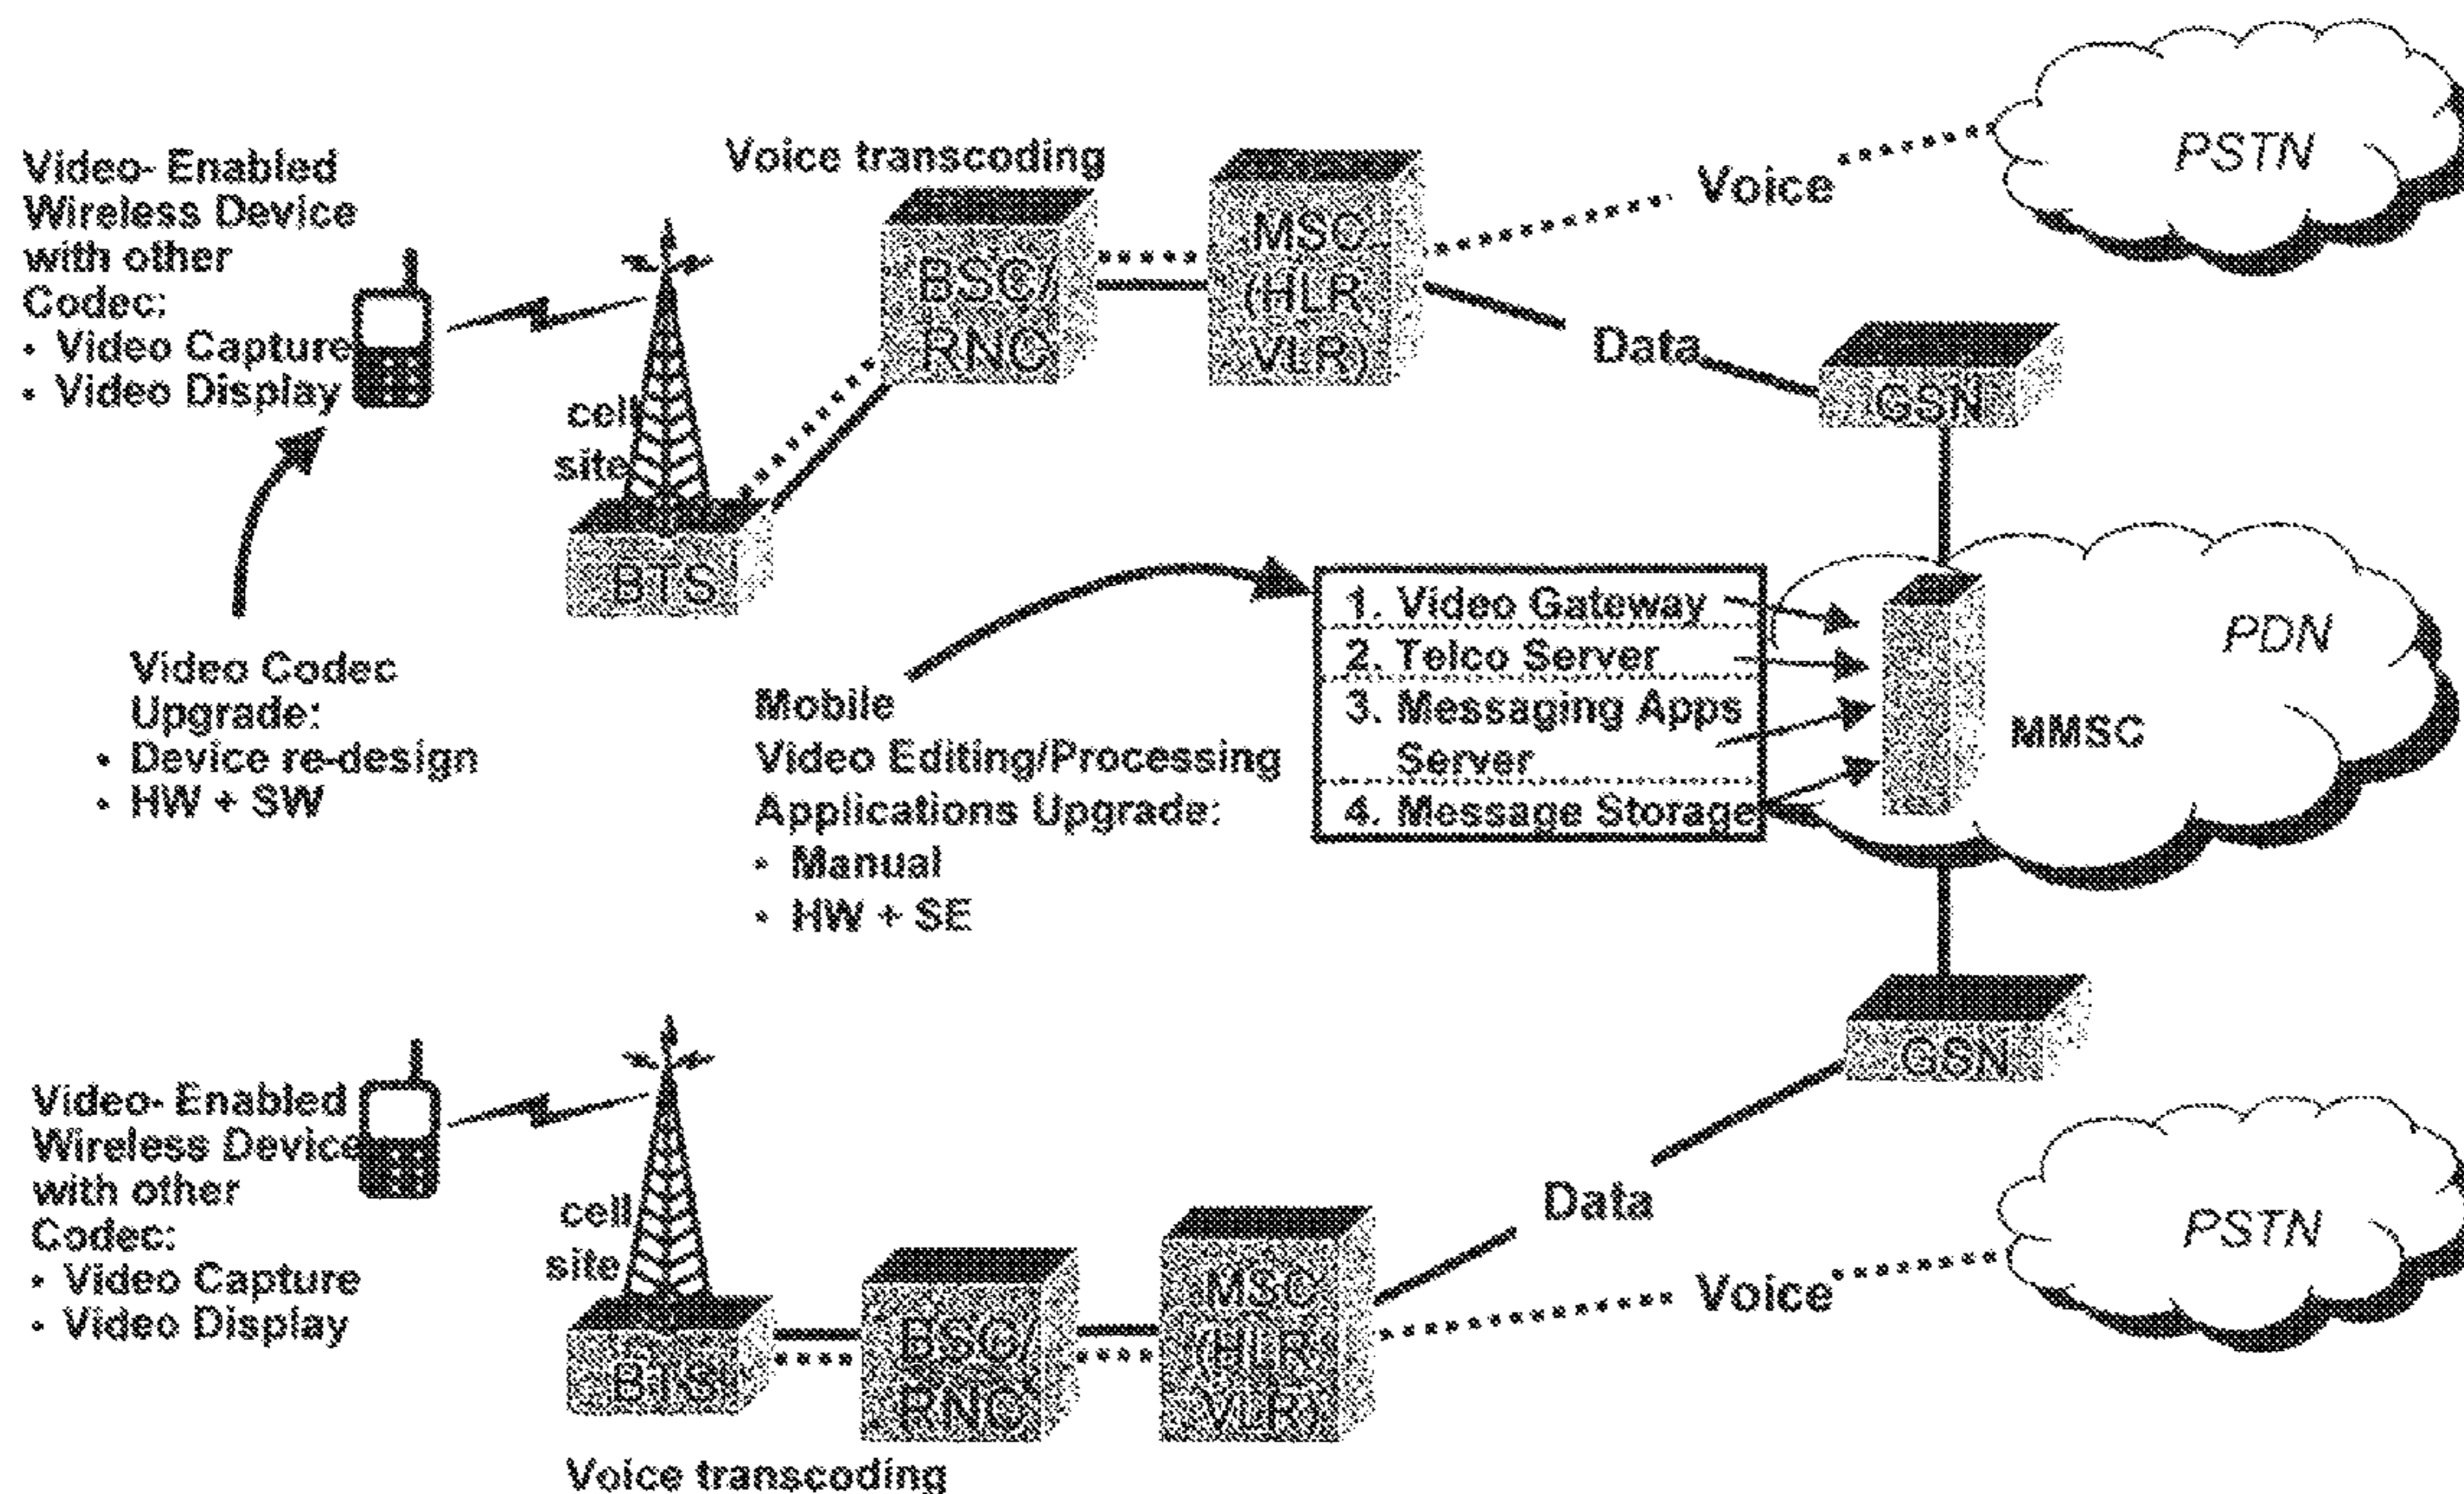 Video- Enabled
Wireless Device
with other
Codec:
• Video Capture
• Video Display
Voice transcoding
BSC/
RNC
MSC
(HLR
VLR)
Voice
PSTN
Data
GSN
cell
site
BTS
Video Codec
Upgrade:
• Device re-design
• HW + SW
Mobile
Video Editing/Processing
Applications Upgrade:
• Manual
• HW + SE
1. Video Gateway
2. Telco Server
3. Messaging Apps
Server
4. Message Storage
PDN
MMSC
GSN
Video- Enabled
Wireless Device
with other
Codec:
• Video Capture
• Video Display
cell
site
BTS
BSC/
RNC
MSC
(HLR
VLR)
Data
Voice
PSTN
Voice transcoding